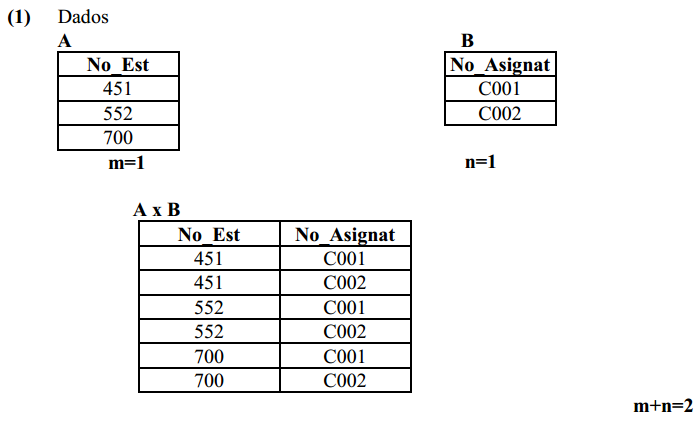 (1) Dados
A B
No_Est No_Asignat
451 C001
552 C002
700
m=1 n=1
A x B
No_Est No_Asignat
451 C001
451 C002
552 C001
552 C002
700 C001
700 C002
m+n=2